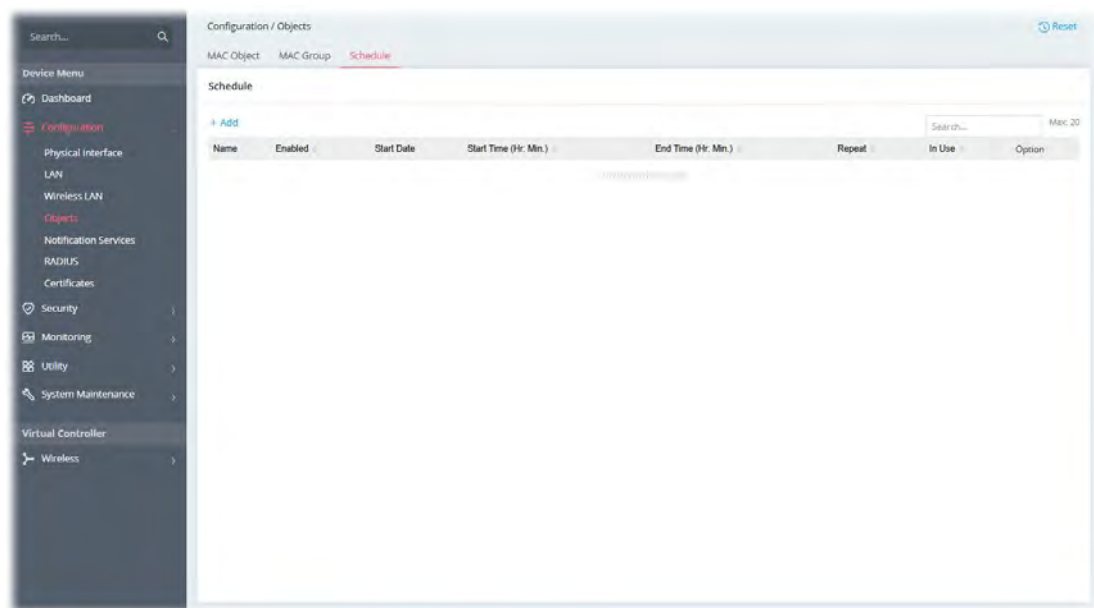 Search...
Device Menu
Dashboard
Configuration
Physical Interface
LAN
Wireless LAN
Objects
Notification Services
RADIUS
Certificates
Security
Monitoring
Utility
System Maintenance
Virtual Controller
Wireless
Configuration / Objects
Reset
MAC Object MAC Group Schedule
Schedule
+ Add
Search...
Max: 20
Name Enabled Start Date Start Time (Hr. Min.) End Time (Hr. Min.) Repeat In Use Option